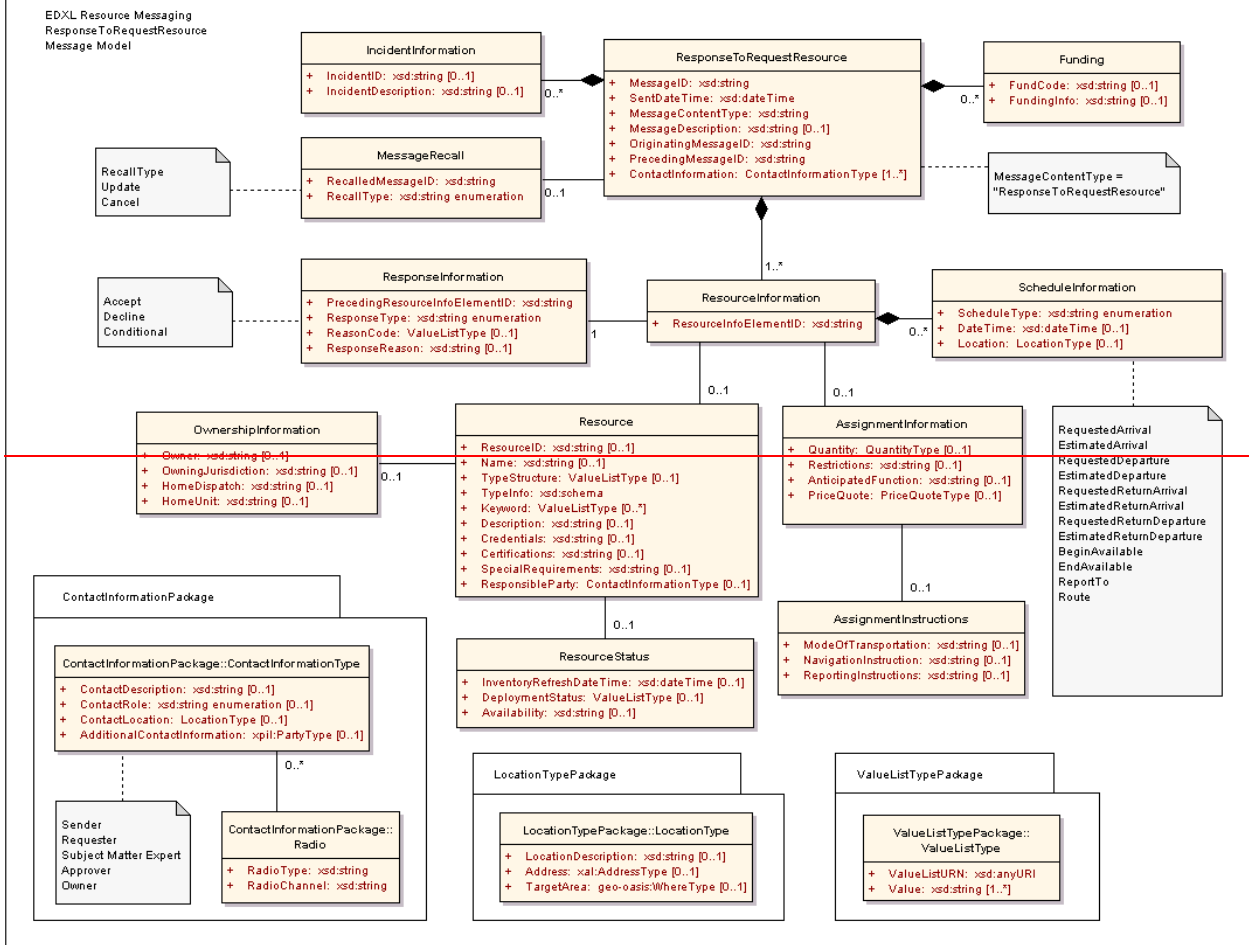 EDXL Resource Messaging
ResponseToRequestResource
Message Model
IncidentInformation
+ IncidentID: xsd:string [0..1]
+ IncidentDescription: xsd:string [0..1]
0..*
ResponseToRequestResource
+ MessageID: xsd:string
+ SentDateTime: xsd:dateTime
+ MessageContentType: xsd:string
+ MessageDescription: xsd:string [0..1]
+ OriginatingMessageID: xsd:string
+ PrecedingMessageID: xsd:string
+ ContactInformation: ContactInformationType [1..*]
Funding
+ FundCode: xsd:string [0..1]
+ FundingInfo: xsd:string [0..1]
0..*
RecallType
Update
Cancel
MessageRecall
+ RecalledMessageID: xsd:string
+ RecallType: xsd:string enumeration
0..1
MessageContentType =
"ResponseToRequestResource"
1..*
Accept
Decline
Conditional
ResponseInformation
+ PrecedingResourceInfoElementID: xsd:string
+ ResponseType: xsd:string enumeration
+ ReasonCode: ValueListType [0..1]
+ ResponseReason: xsd:string [0..1]
1
ResourceInformation
+ ResourceInfoElementID: xsd:string
0..*
ScheduleInformation
+ ScheduleType: xsd:string enumeration
+ DateTime: xsd:dateTime [0..1]
+ Location: LocationType [0..1]
0..1
0..1
OwnershipInformation
+ Owner: xsd:string [0..1]
+ OwningJurisdiction: xsd:string [0..1]
+ HomeDispatch: xsd:string [0..1]
+ HomeUnit: xsd:string [0..1]
0..1
Resource
+ ResourceID: xsd:string [0..1]
+ Name: xsd:string [0..1]
+ TypeStructure: ValueListType [0..1]
+ TypeInfo: xsd:schema
+ Keyword: ValueListType [0..*]
+ Description: xsd:string [0..1]
+ Credentials: xsd:string [0..1]
+ Certifications: xsd:string [0..1]
+ SpecialRequirements: xsd:string [0..1]
+ ResponsibleParty: ContactInformationType [0..1]
AssignmentInformation
+ Quantity: QuantityType [0..1]
+ Restrictions: xsd:string [0..1]
+ AnticipatedFunction: xsd:string [0..1]
+ PriceQuote: PriceQuoteType [0..1]
RequestedArrival
EstimatedArrival
RequestedDeparture
EstimatedDeparture
RequestedReturnArrival
EstimatedReturnArrival
RequestedReturnDeparture
EstimatedReturnDeparture
BeginAvailable
EndAvailable
ReportTo
Route
0..1
0..1
AssignmentInstructions
+ ModeOfTransportation: xsd:string [0..1]
+ NavigationInstruction: xsd:string [0..1]
+ ReportingInstructions: xsd:string [0..1]
ResourceStatus
+ InventoryRefreshDateTime: xsd:dateTime [0..1]
+ DeploymentStatus: ValueListType [0..1]
+ Availability: xsd:string [0..1]
ContactInformationPackage
ContactInformationPackage::ContactInformationType
+ ContactDescription: xsd:string [0..1]
+ ContactRole: xsd:string enumeration [0..1]
+ ContactLocation: LocationType [0..1]
+ AdditionalContactInformation: xpil:PartyType [0..1]
0..*
Sender
Requester
Subject Matter Expert
Approver
Owner
ContactInformationPackage::
Radio
+ RadioType: xsd:string
+ RadioChannel: xsd:string
LocationTypePackage
LocationTypePackage::LocationType
+ LocationDescription: xsd:string [0..1]
+ Address: xal:AddressType [0..1]
+ TargetArea: geo-oasis:WhereType [0..1]
ValueListTypePackage
ValueListTypePackage::
ValueListType
+ ValueListURN: xsd:anyURI
+ Value: xsd:string [1..*]